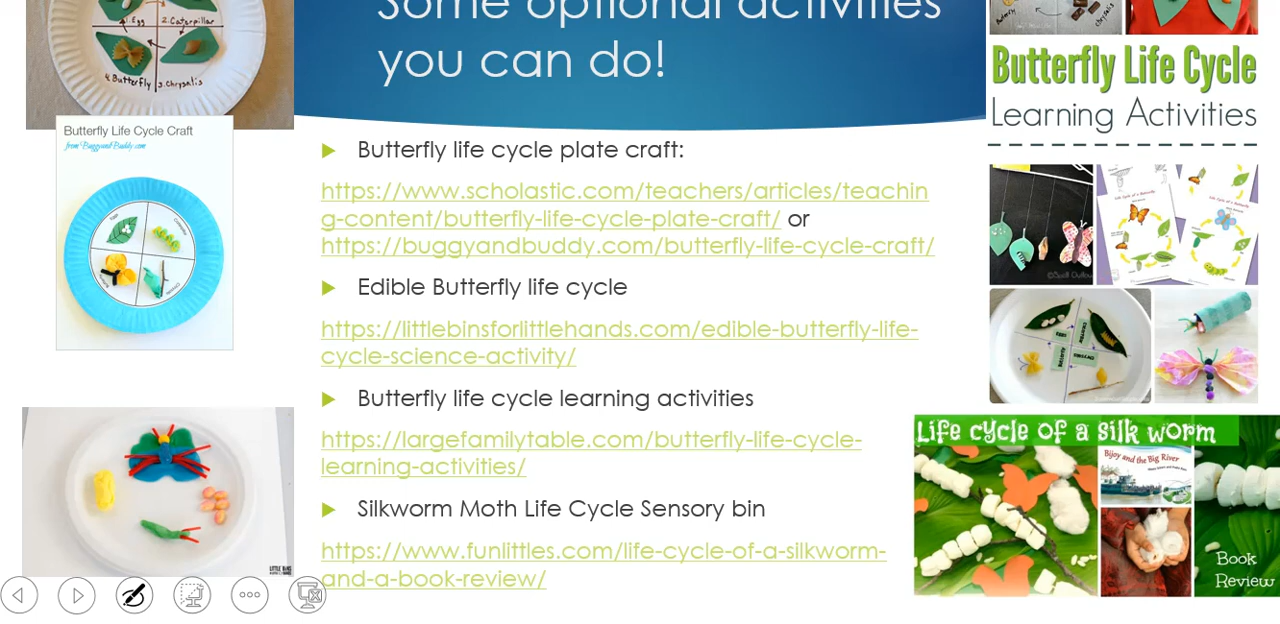 Some optional activities
you can do!
1.Egg
2.Caterpillar
4.Butterfly
3.Chrysalis
Butterfly Life Cycle Craft
from BuggyandBuddy.com
Butterfly life cycle plate craft:
https://www.scholastic.com/teachers/articles/teachin
g-content/butterfly-life-cycle-plate-craft/ or
https://buggyandbuddy.com/butterfly-life-cycle-craft/
Edible Butterfly life cycle
https://littlebinsforlittlehands.com/edible-butterfly-life-
cycle-science-activity/
Butterfly life cycle learning activities
https://largefamilytable.com/butterfly-life-cycle-
learning-activities/
Silkworm Moth Life Cycle Sensory bin
https://www.funlittles.com/life-cycle-of-a-silkworm-
and-a-book-review/
Butterfly
chrysalis
Butterfly Life Cycle
Learning Activities
Life cycle of a silk worm
Bijoy and the Big River
Book
Review